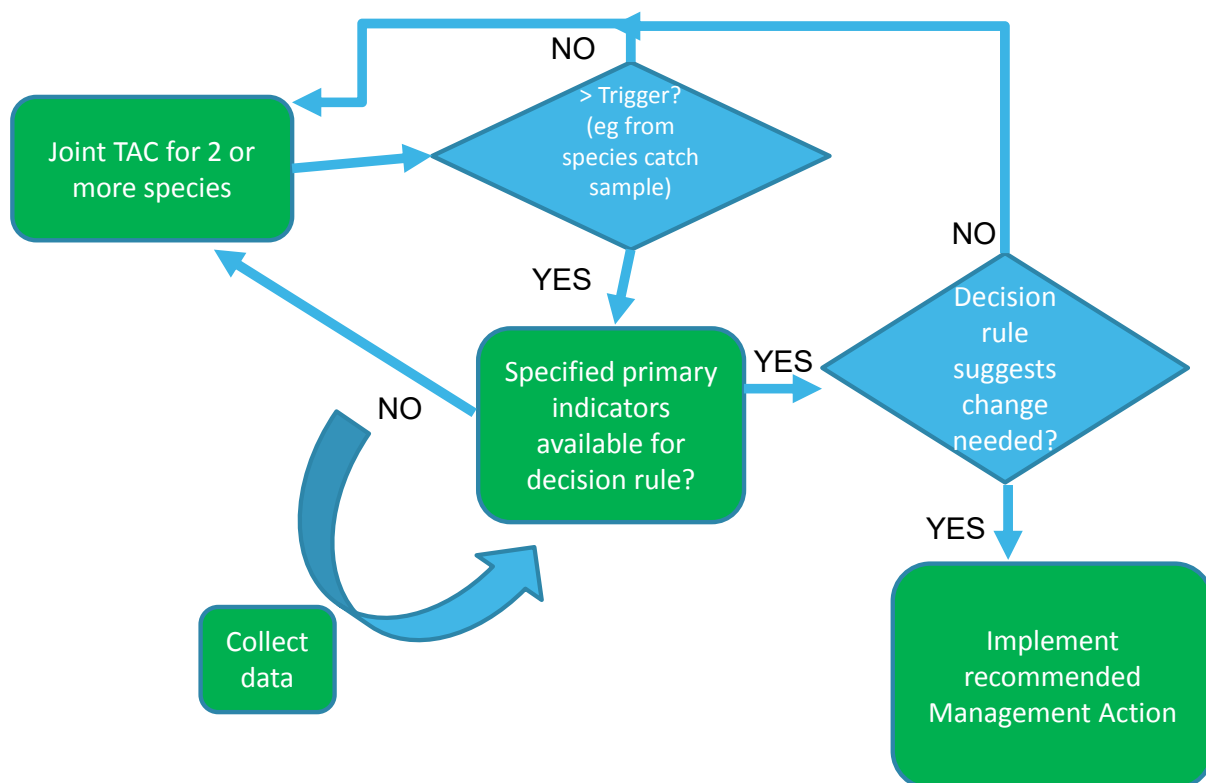 NO
> Trigger?
(eg from
species catch
sample)
Joint TAC for 2 or
more species
NO
YES
Decision
rule
suggests
change
needed?
YES
Specified primary
indicators
available for
decision rule?
NO
YES
Collect
data
Implement
recommended
Management Action